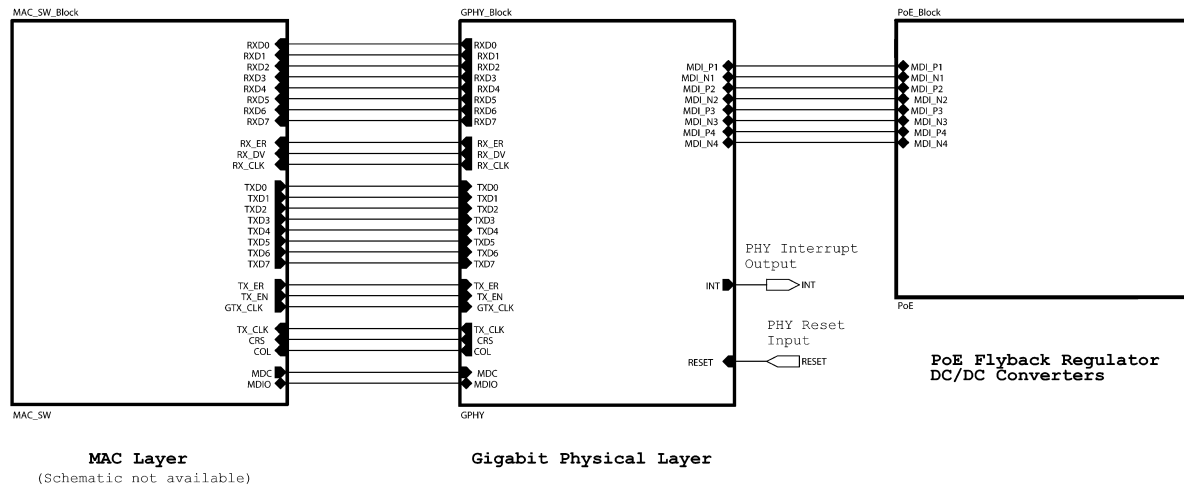 MAC_SW_Block
RXD0
RXD1
RXD2
RXD3
RXD4
RXD5
RXD6
RXD7
RX_ER
RX_DV
RX_CLK
TXD0
TXD1
TXD2
TXD3
TXD4
TXD5
TXD6
TXD7
TX_ER
TX_EN
GTX_CLK
TX_CLK
CRS
COL
MDC
MDIO
MAC_SW
MAC Layer
(Schematic not available)
GPHY_Block
RXD0
RXD1
RXD2
RXD3
RXD4
RXD5
RXD6
RXD7
RX_ER
RX_DV
RX_CLK
TXD0
TXD1
TXD2
TXD3
TXD4
TXD5
TXD6
TXD7
TX_ER
TX_EN
GTX_CLK
TX_CLK
CRS
COL
MDC
MDIO
MDI_P1
MDI_N1
MDI_P2
MDI_N2
MDI_P3
MDI_N3
MDI_P4
MDI_N4
INT
RESET
GPHY
Gigabit Physical Layer
PHY Interrupt
Output
INT
PHY Reset
Input
RESET
PoE_Block
MDI_P1
MDI_N1
MDI_P2
MDI_N2
MDI_P3
MDI_N3
MDI_P4
MDI_N4
PoE
PoE Flyback Regulator
DC/DC Converters